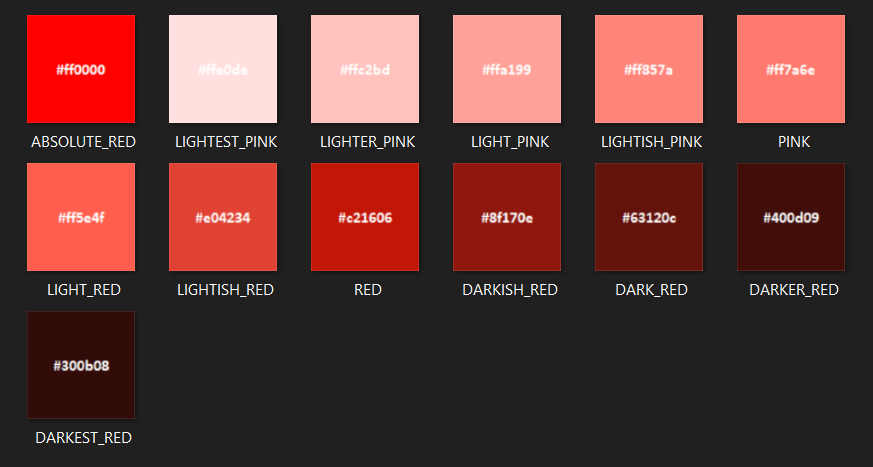 #ff0000 #ffe0de #ffc2bd #ffa199 #ff857a #ff7a6e
ABSOLUTE_RED LIGHTEST_PINK LIGHTER_PINK LIGHT_PINK LIGHTISH_PINK PINK
#ff5e4f #e04234 #c21606 #8f170e #63120c #400d09
LIGHT_RED LIGHTISH_RED RED DARKISH_RED DARK_RED DARKER_RED
#300b08
DARKEST_RED